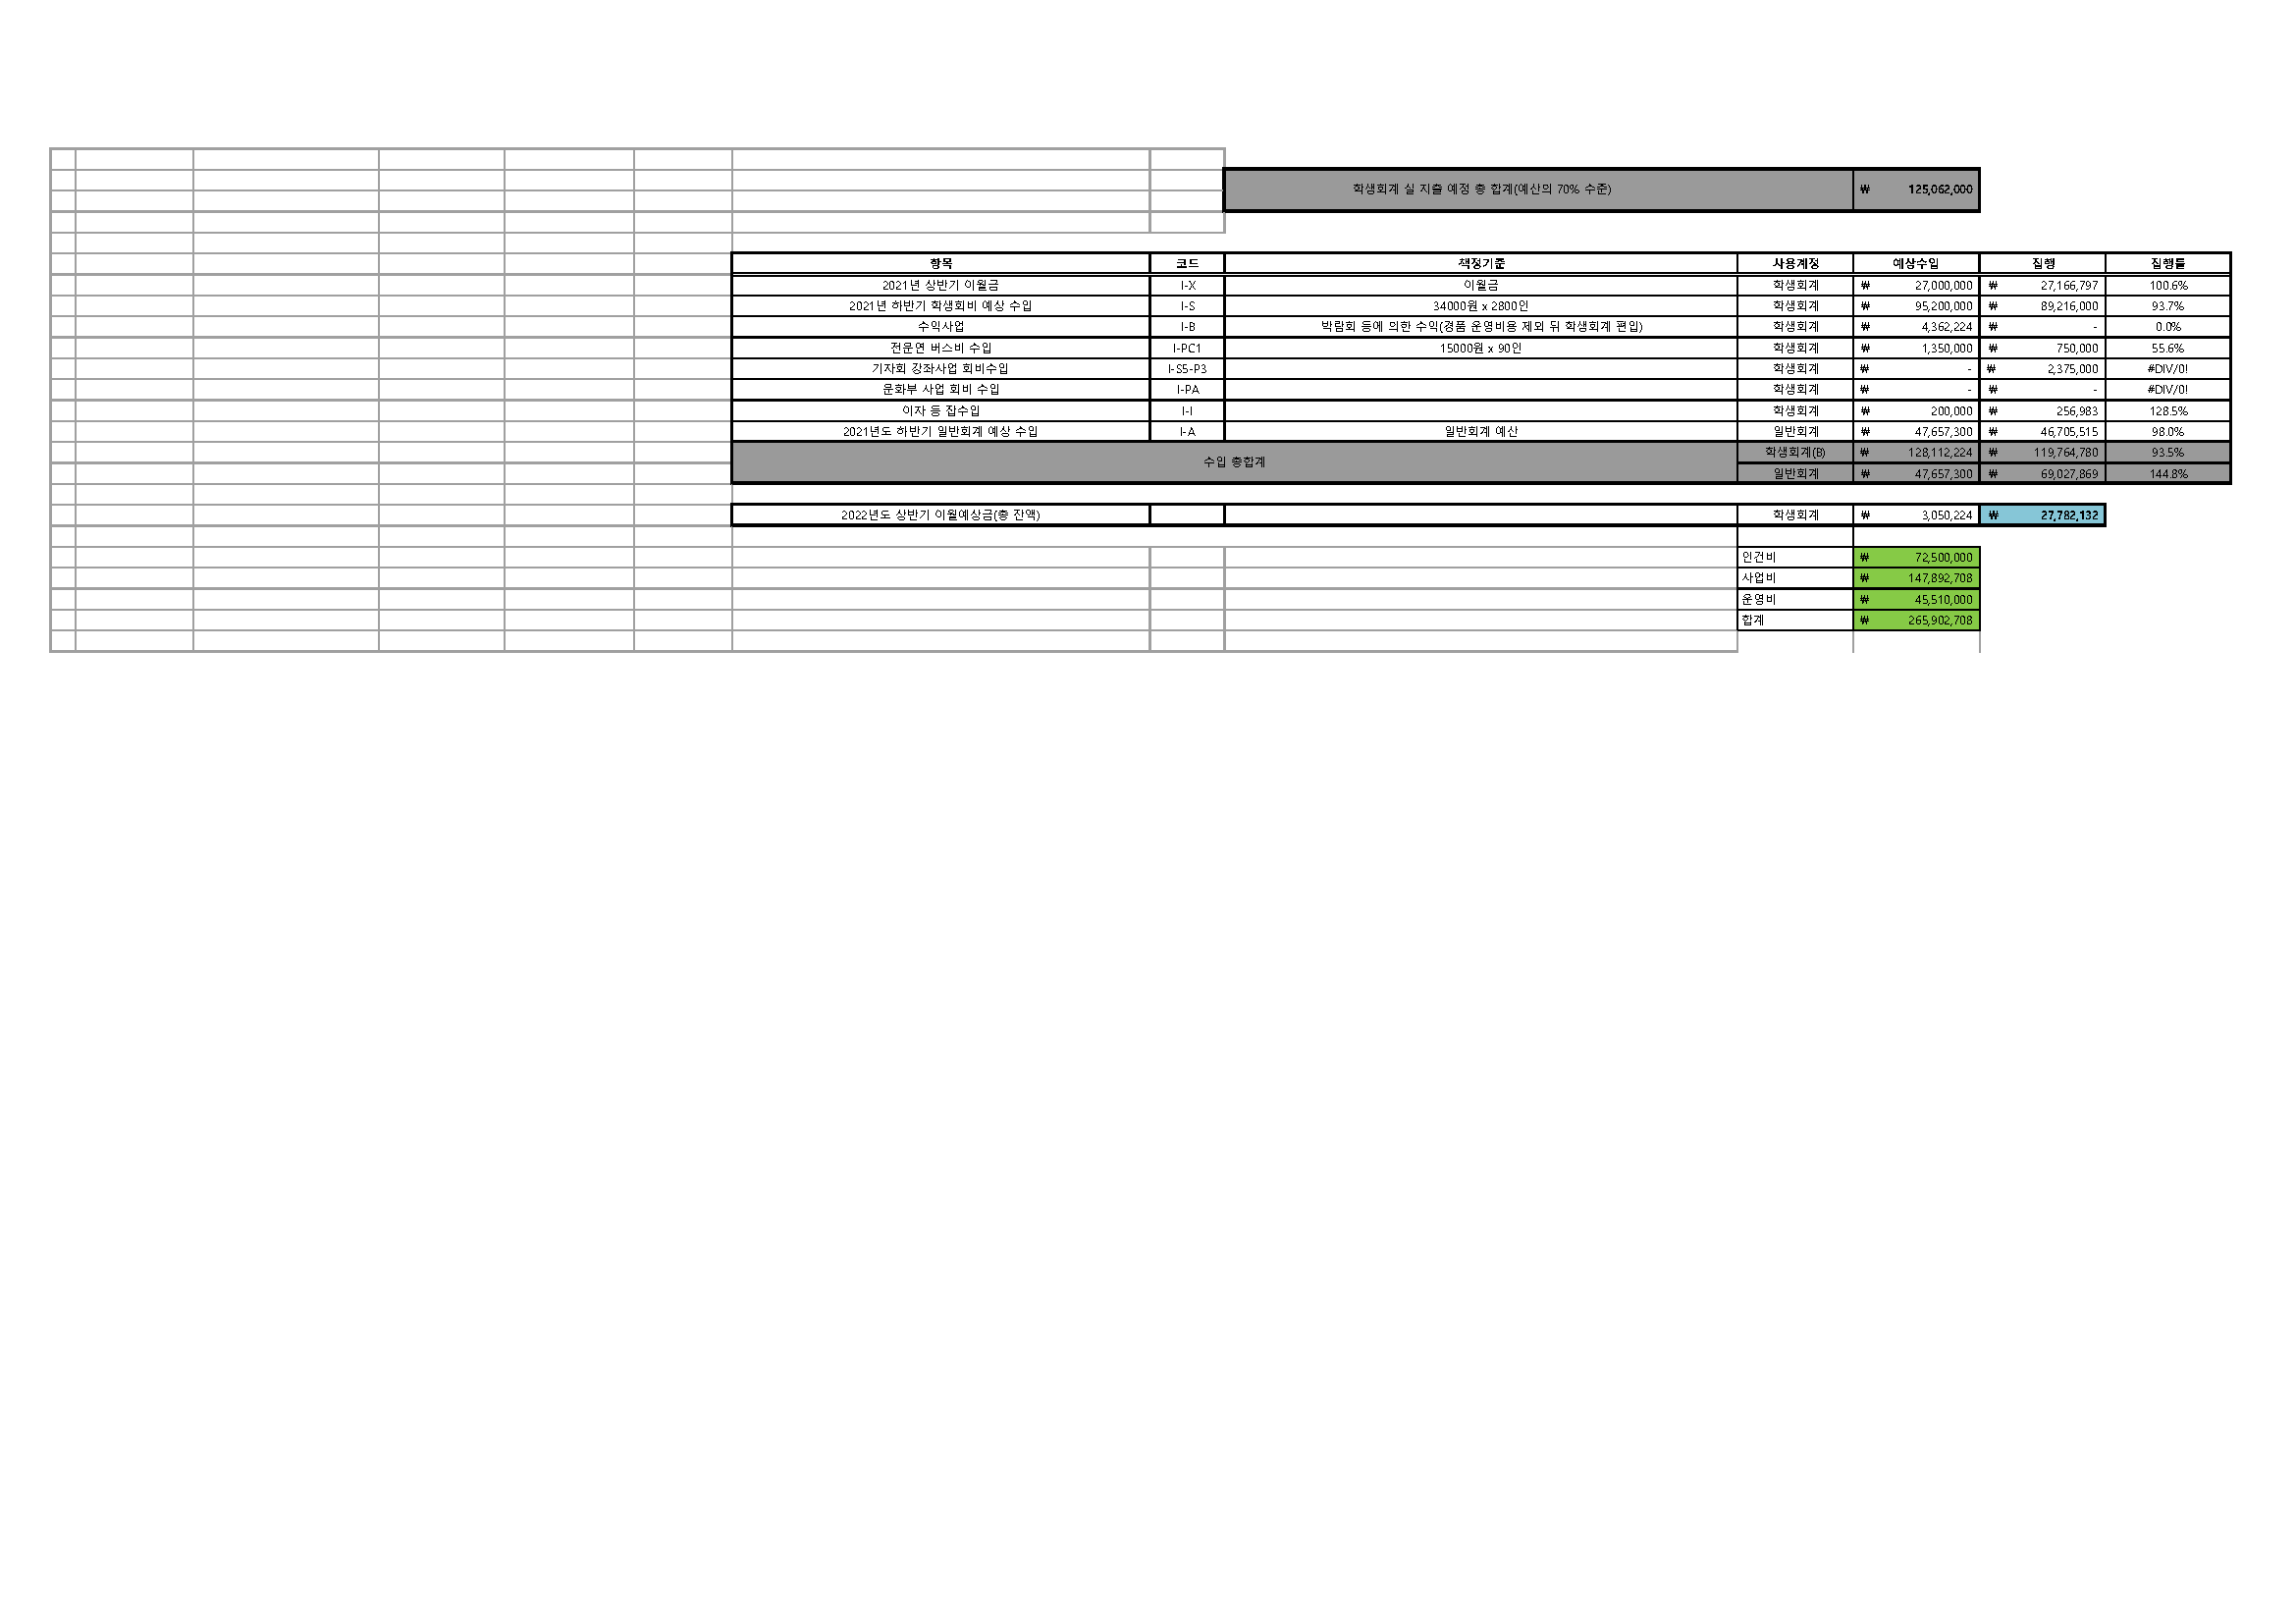 학생회계 실 지출 예정 총 합계(예산의 70% 수준) ₩ 125,062,000
항목 코드 책정기준 사용계정 예상수입 집행 집행률
2021년 상반기 이월금 I-X 이월금 학생회계 ₩ 27,000,000 ₩ 27,166,797 100.6%
2021년 하반기 학생회비 예상 수입 I-S 34000원 x 2800인 학생회계 ₩ 95,200,000 ₩ 89,216,000 93.7%
수익사업 I-B 박람회 등에 의한 수익(경품 운영비용 제외 뒤 학생회계 편입) 학생회계 ₩ 4,362,224 ₩ - 0.0%
전문연 버스비 수입 I-PC1 15000원 x 90인 학생회계 ₩ 1,350,000 ₩ 750,000 55.6%
기자회 강좌사업 회비수입 I-S5-P3 학생회계 ₩ - ₩ 2,375,000 #DIV/0!
문화부 사업 회비 수입 I-PA 학생회계 ₩ - ₩ - #DIV/0!
이자 등 잡수입 I-I 학생회계 ₩ 200,000 ₩ 256,983 128.5%
2021년도 하반기 일반회계 예상 수입 I-A 일반회계 예산 일반회계 ₩ 47,657,300 ₩ 46,705,515 98.0%
수입 총합계 학생회계(B) ₩ 128,112,224 ₩ 119,764,780 93.5%
일반회계 ₩ 47,657,300 ₩ 69,027,869 144.8%
2022년도 상반기 이월예상금(총 잔액) 학생회계 ₩ 3,050,224 ₩ 27,782,132
인건비 ₩ 72,500,000
사업비 ₩ 147,892,708
운영비 ₩ 45,510,000
합계 ₩ 265,902,708